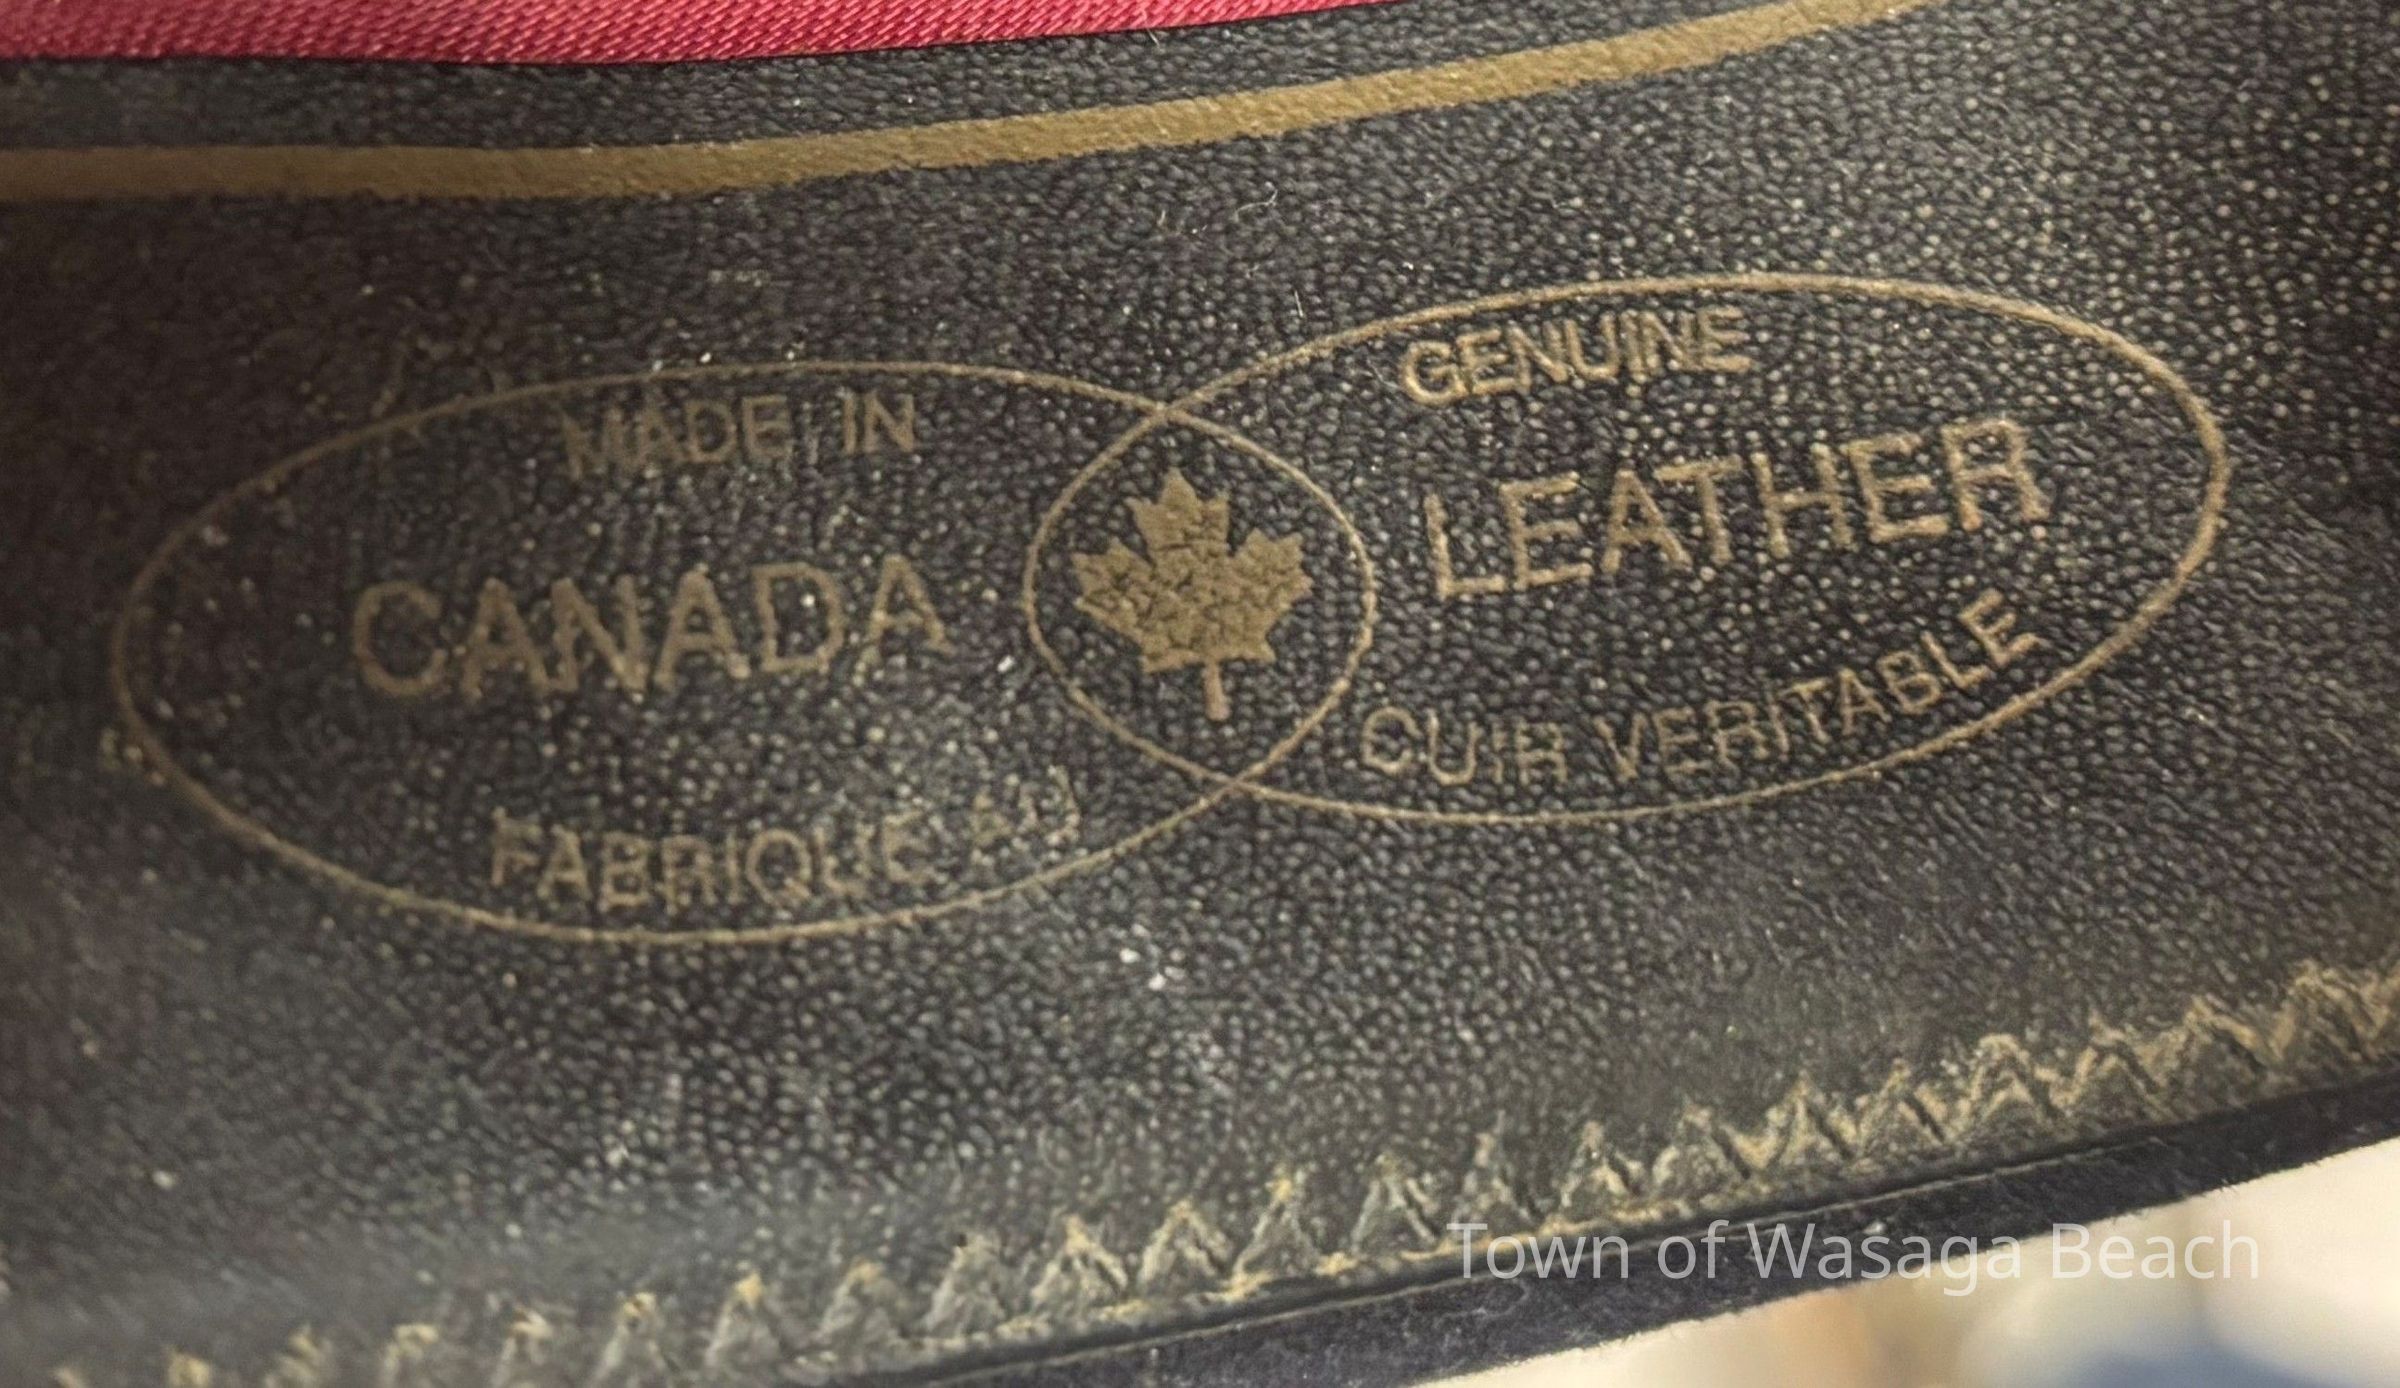 MADE IN
CANADA
FABRIQUE AU
GENUINE
LEATHER
CUIR VERITABLE
Town of Wasaga Beach